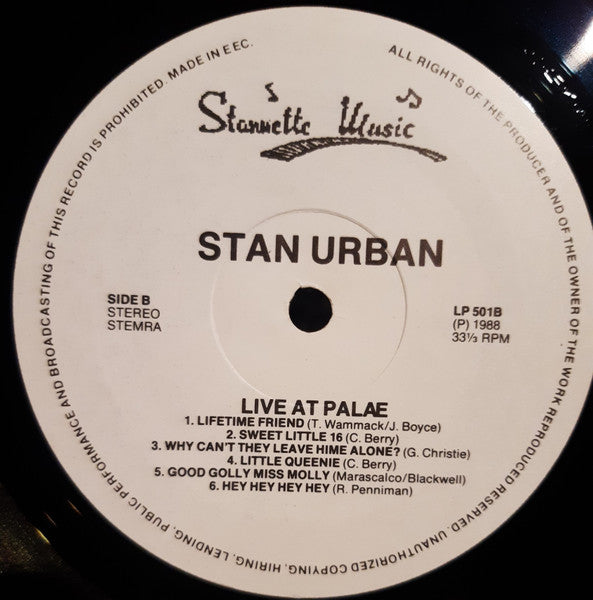 ALL RIGHTS OF THE PRODUCER AND OF THE OWNER OF THE WORK REPRODUCED RESERVED. UNAUTHORIZED COPYING, HIRING, LENDING, PUBLIC PERFORMANCE AND BROADCASTING OF THIS RECORD IS PROHIBITED. MADE IN EEC.
Stannette Music
STAN URBAN
SIDE B
STEREO
STEMRA
LP 501B
(P) 1988
33⅓ RPM
LIVE AT PALAE
1. LIFETIME FRIEND (T. Wammack/J. Boyce)
2. SWEET LITTLE 16 (C. Berry)
3. WHY CAN'T THEY LEAVE HIME ALONE? (G. Christie)
4. LITTLE QUEENIE (C. Berry)
5. GOOD GOLLY MISS MOLLY (Marascalco/Blackwell)
6. HEY HEY HEY HEY (R. Penniman)